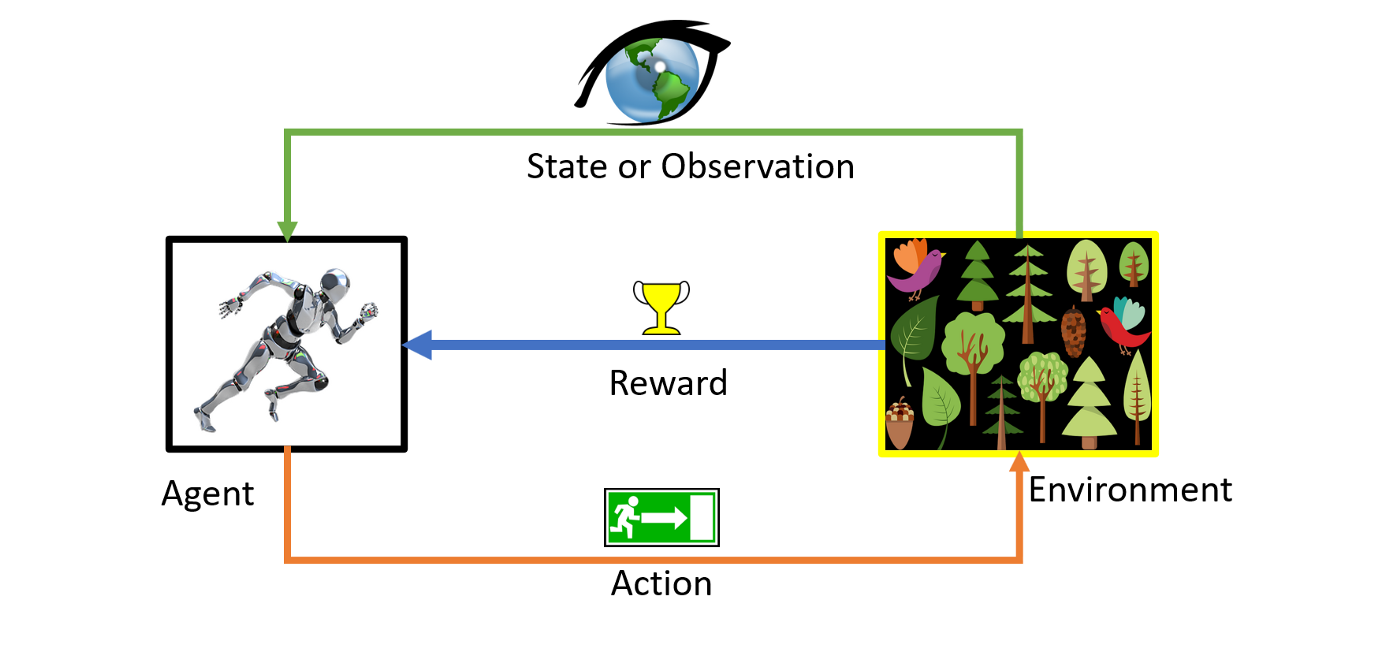 State or Observation
Reward
Agent
Environment
Action